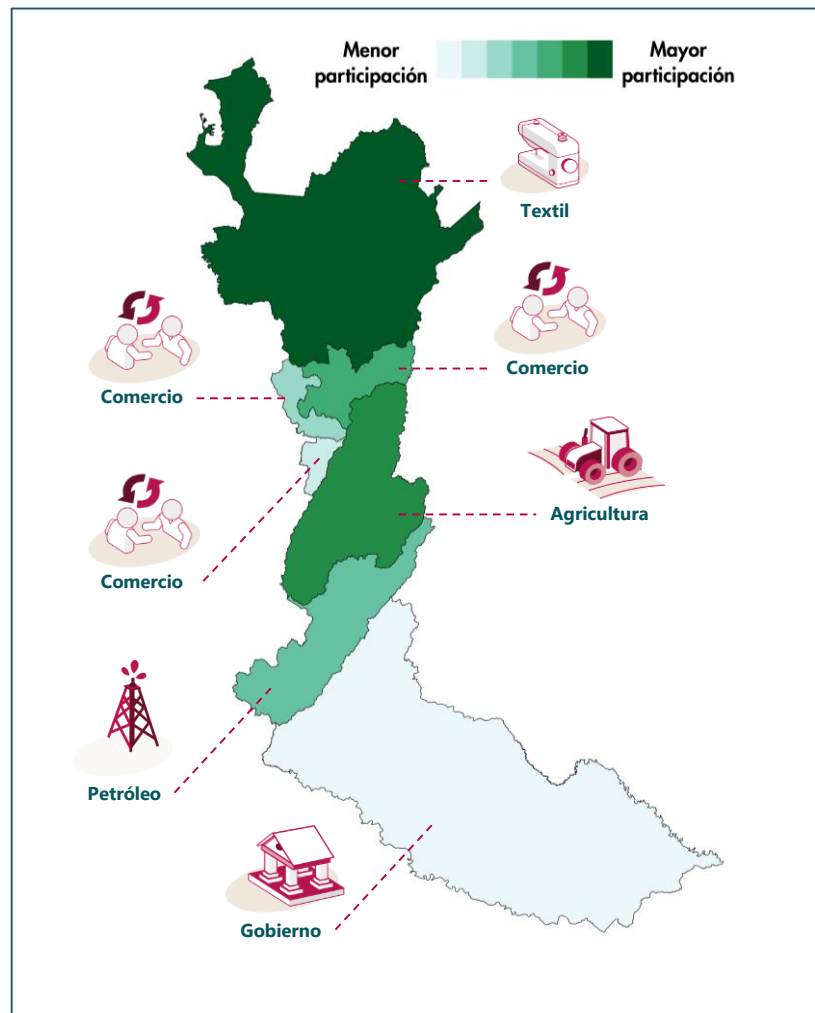 Menor
participación
Mayor
participación
Textil
Comercio
Comercio
Comercio
Agricultura
Petróleo
Gobierno